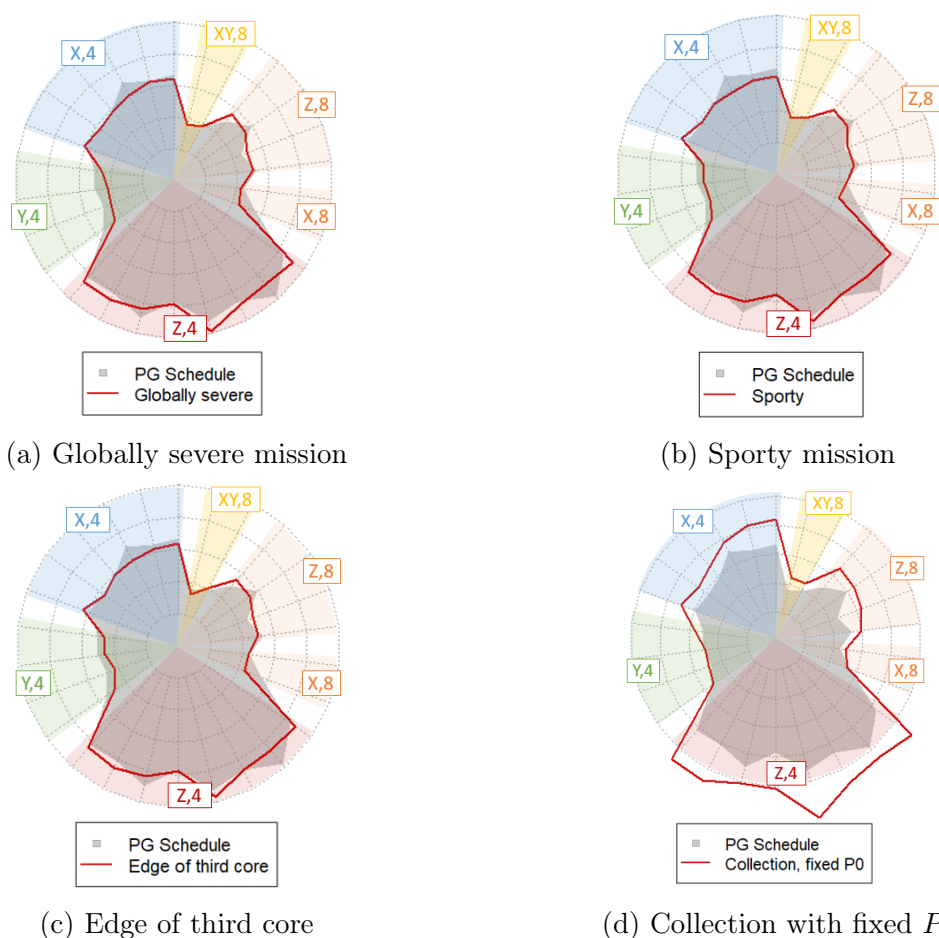 XY,8
X,4
Z,8
Y,4
X,8
Z,4
PG Schedule
Globally severe
(a) Globally severe mission
XY,8
X,4
Z,8
Y,4
X,8
Z,4
PG Schedule
Sporty
(b) Sporty mission
XY,8
X,4
Z,8
Y,4
X,8
Z,4
PG Schedule
Edge of third core
(c) Edge of third core
XY,8
X,4
Z,8
Y,4
X,8
Z,4
PG Schedule
Collection, fixed P0
(d) Collection with fixed P